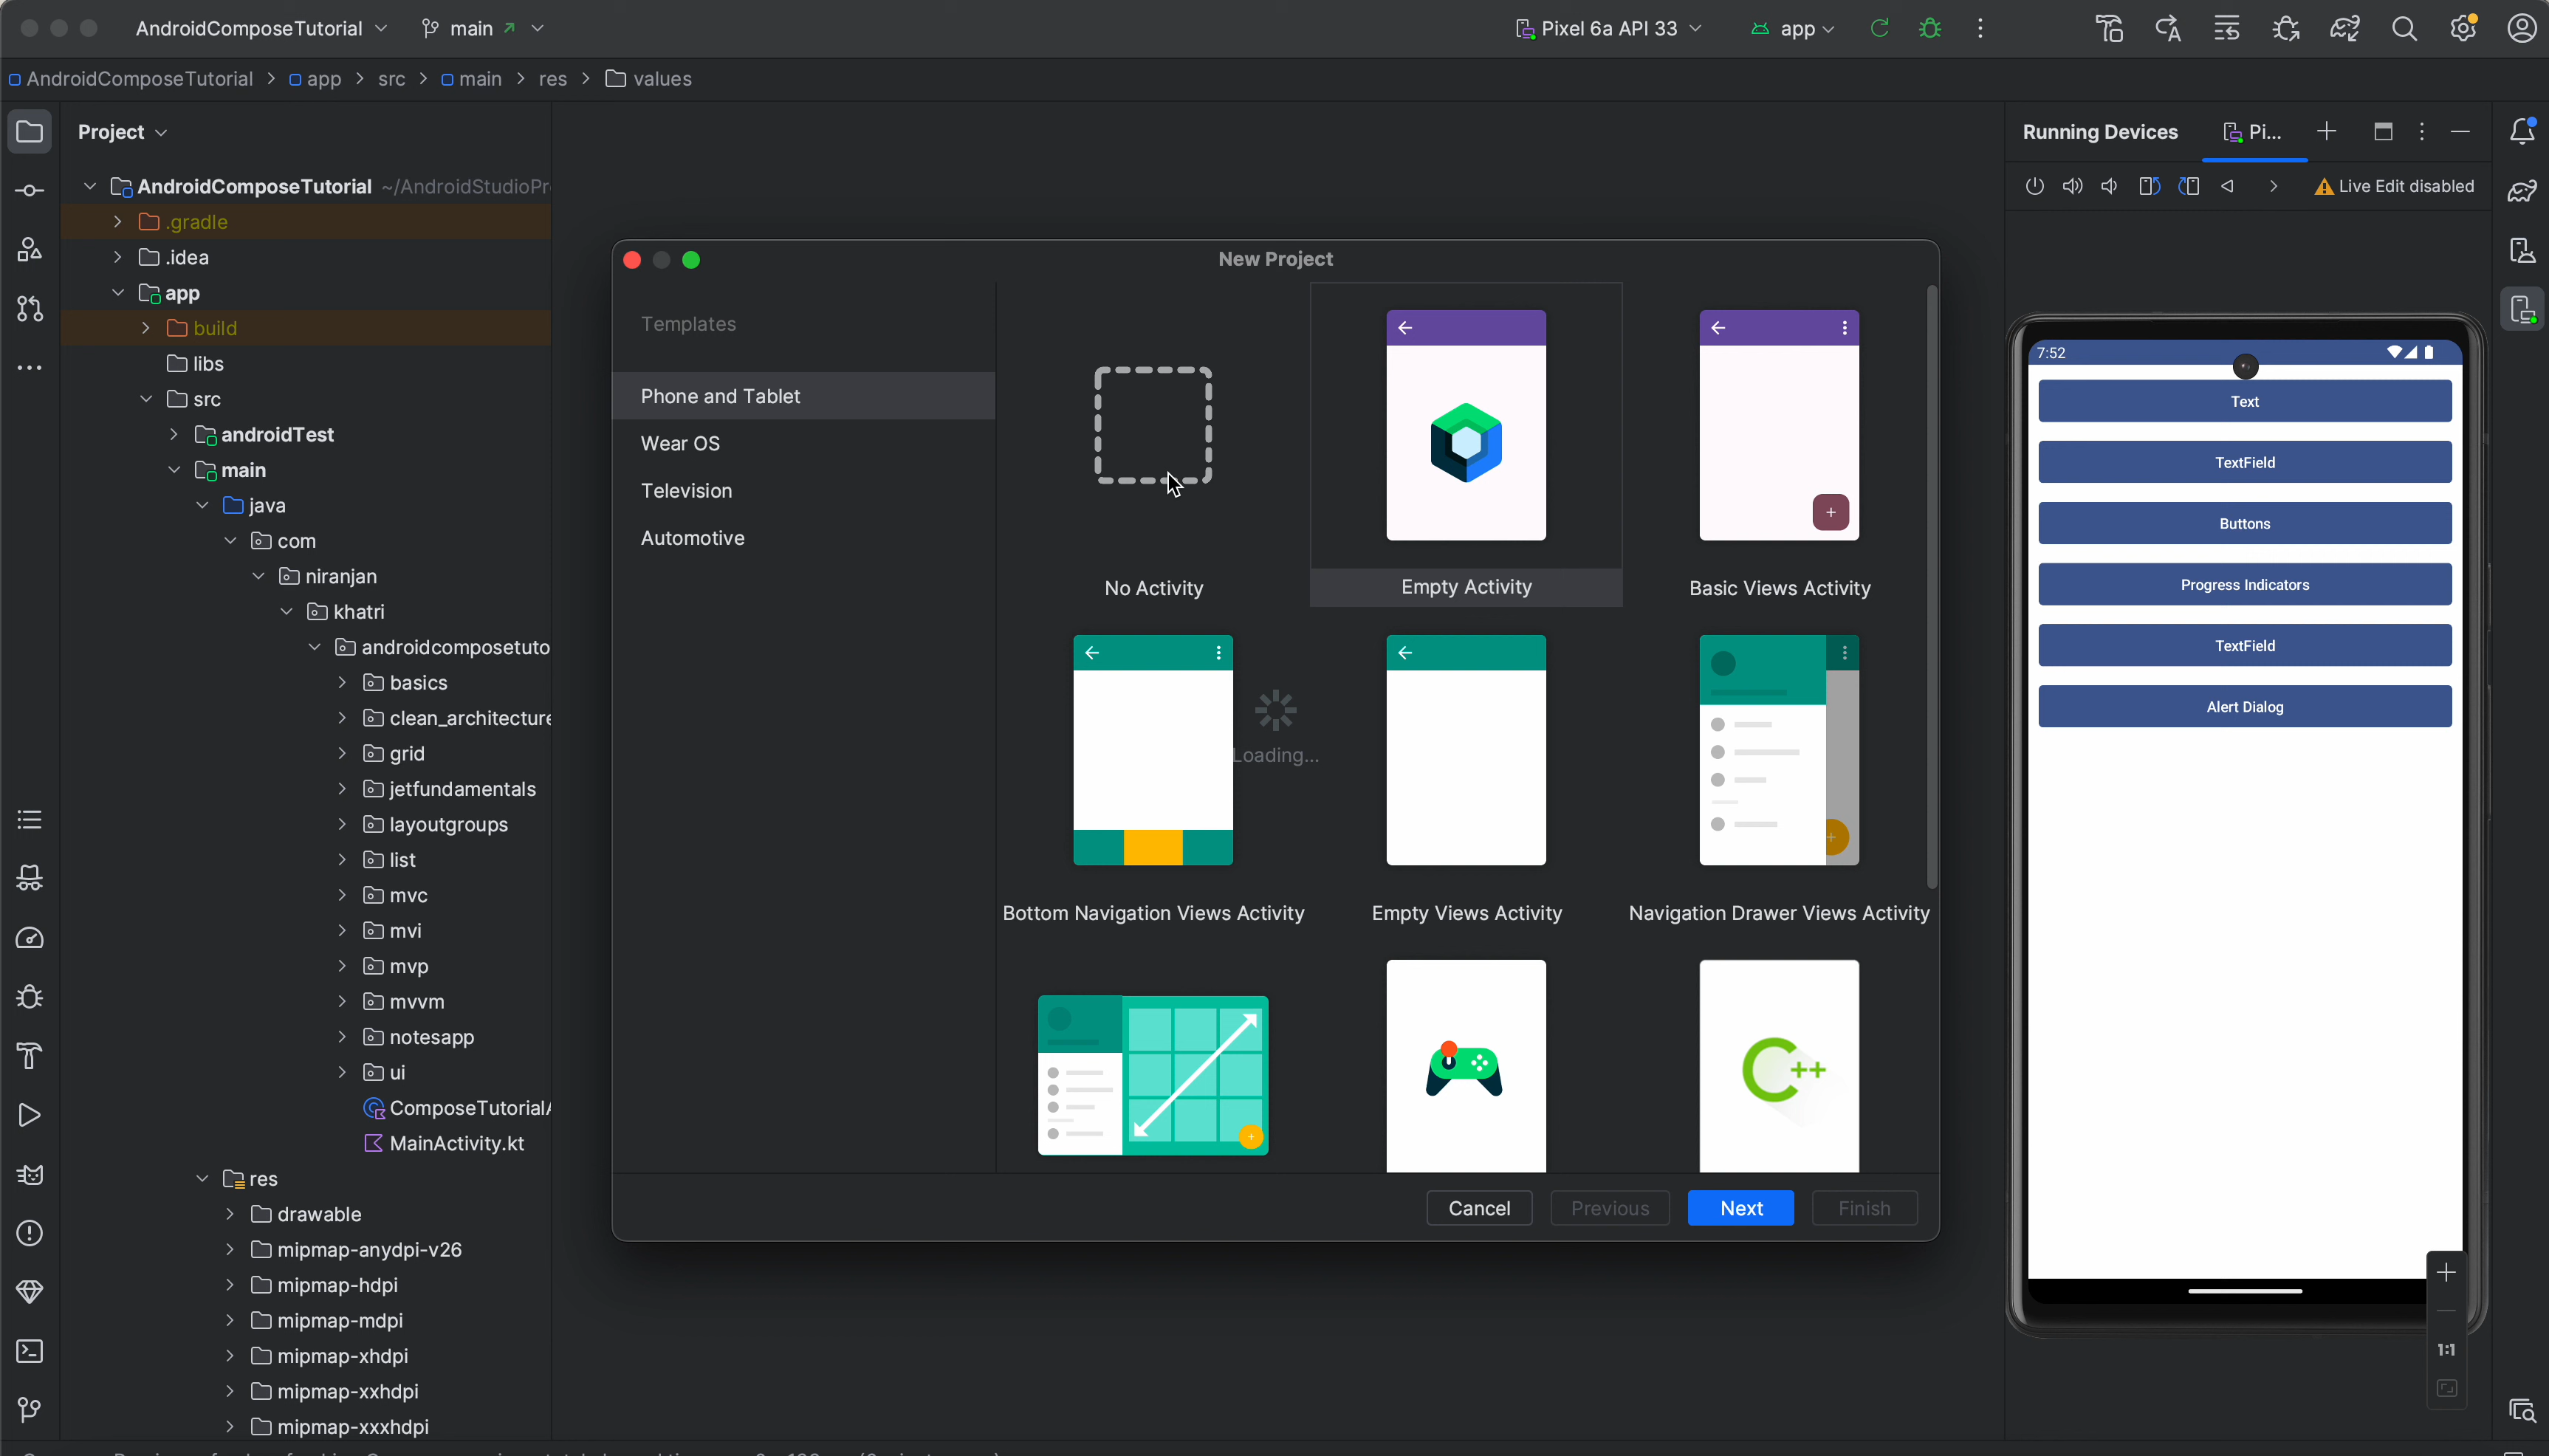 AndroidComposeTutorial main Pixel 6a API 33 app
AndroidComposeTutorial app src main res values
Project
AndroidComposeTutorial ~/AndroidStudioPr
.gradle
.idea
app
build
libs
src
androidTest
main
java
com
niranjan
khatri
androidcomposetuto
basics
clean_architecture
grid
jetfundamentals
layoutgroups
list
mvc
mvi
mvp
mvvm
notesapp
ui
ComposeTutorialA
MainActivity.kt
res
drawable
mipmap-anydpi-v26
mipmap-hdpi
mipmap-mdpi
mipmap-xhdpi
mipmap-xxhdpi
mipmap-xxxhdpi
New Project
Templates
Phone and Tablet
Wear OS
Television
Automotive
No Activity
Empty Activity
Basic Views Activity
Loading...
Bottom Navigation Views Activity
Empty Views Activity
Navigation Drawer Views Activity
C++
Cancel
Previous
Next
Finish
Running Devices Pi...
Live Edit disabled
7:52
Text
TextField
Buttons
Progress Indicators
TextField
Alert Dialog
1:1